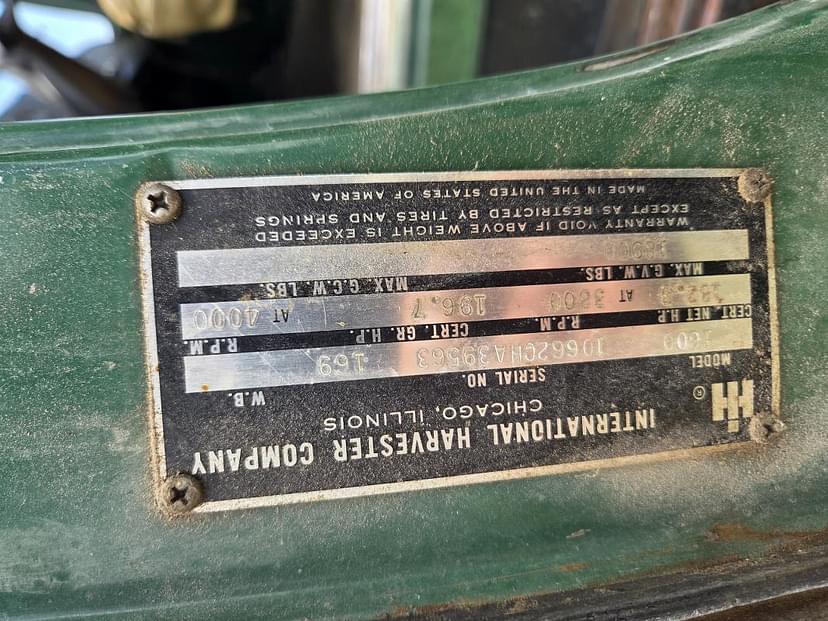 IH ® INTERNATIONAL HARVESTER COMPANY
CHICAGO, ILLINOIS
MODEL SERIAL NO. W.B.
1600 10662CHA39563 169
CERT NET H.P. R.P.M. CERT. GR. H.P. R.P.M.
AT 196.7 AT 4000
MAX. G.V.W. LBS. MAX G.C.W. LBS.
WARRANTY VOID IF ABOVE WEIGHT IS EXCEEDED
EXCEPT AS RESTRICTED BY TIRES AND SPRINGS
MADE IN THE UNITED STATES OF AMERICA